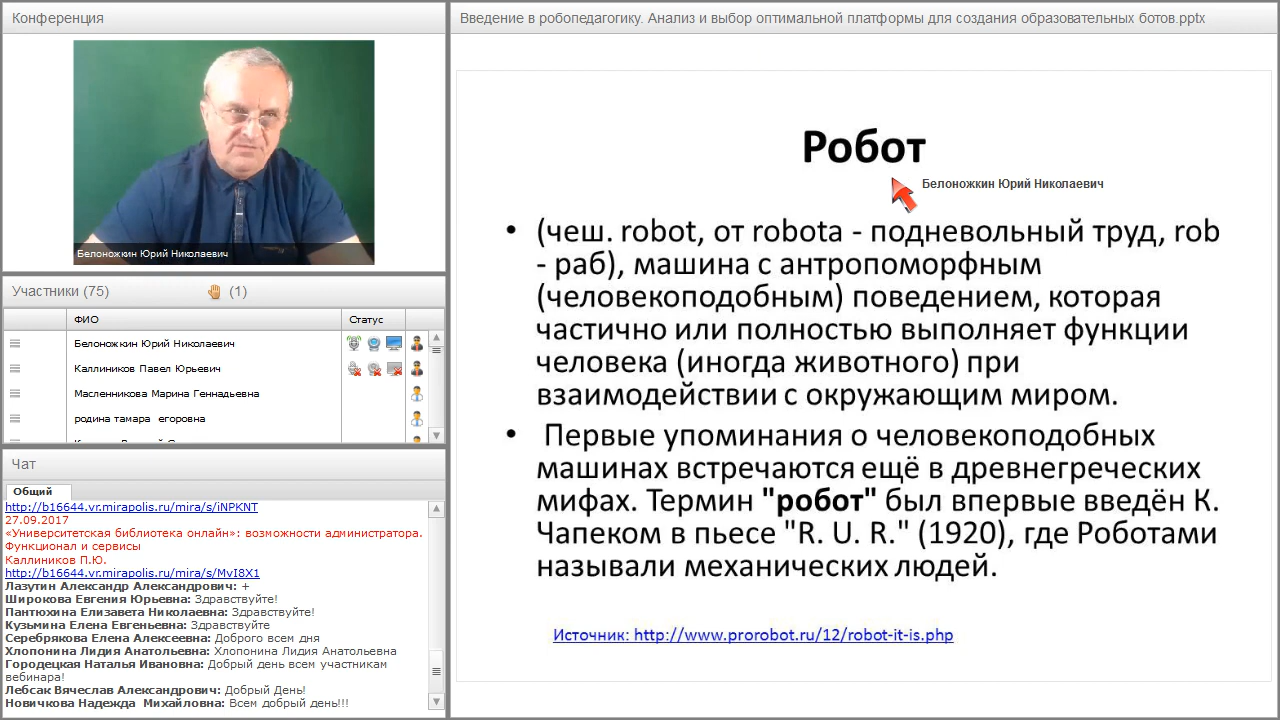 Конференция
Белоножкин Юрий Николаевич
Участники (75)
(1)
ФИО
Статус
Белоножкин Юрий Николаевич
Каллиников Павел Юрьевич
Масленникова Марина Геннадьевна
родина тамара егоровна
Чат
Общий
http://b16644.vr.mirapolis.ru/mira/s/iNPKNT
27.09.2017
«Университетская библиотека онлайн»: возможности администратора.
Функционал и сервисы
Каллиников П.Ю.
http://b16644.vr.mirapolis.ru/mira/s/MvI8X1
Лазутин Александр Александрович: +
Широкова Евгения Юрьевна: Здравствуйте!
Пантюхина Елизавета Николаевна: Здравствуйте!
Кузьмина Елена Евгеньевна: Здравствуйте
Серебрякова Елена Алексеевна: Доброго всем дня
Хлопонина Лидия Анатольевна: Хлопонина Лидия Анатольевна
Городецкая Наталья Ивановна: Добрый день всем участникам
вебинара!
Лебсак Вячеслав Александрович: Добрый День!
Новичкова Надежда Михайловна: Всем добрый день!!!
Введение в робопедагогику. Анализ и выбор оптимальной платформы для создания образовательных ботов.pptx
Робот
Белоножкин Юрий Николаевич
• (чеш. robot, от robota - подневольный труд, rob
- раб), машина с антропоморфным
(человекоподобным) поведением, которая
частично или полностью выполняет функции
человека (иногда животного) при
взаимодействии с окружающим миром.
• Первые упоминания о человекоподобных
машинах встречаются ещё в древнегреческих
мифах. Термин "робот" был впервые введён К.
Чапеком в пьесе "R. U. R." (1920), где Роботами
называли механических людей.
Источник: http://www.prorobot.ru/12/robot-it-is.php